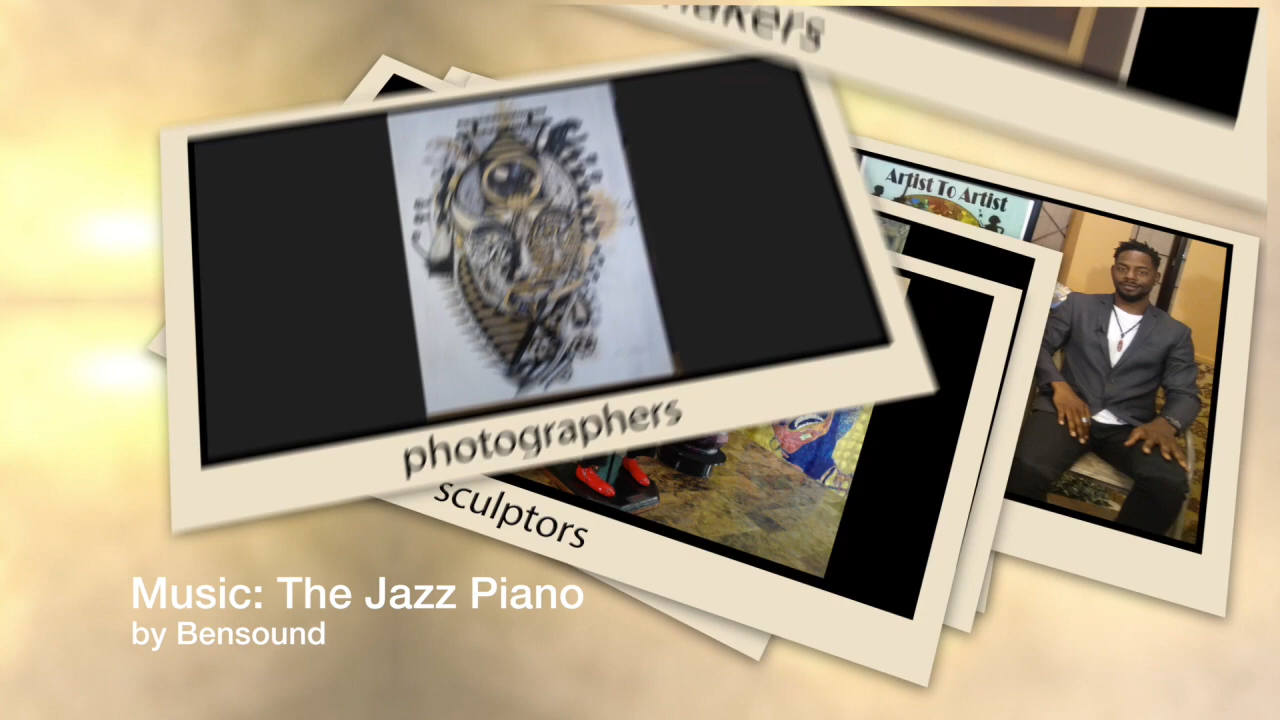 Artist To Artist
photographers
sculptors
Music: The Jazz Piano
by Bensound